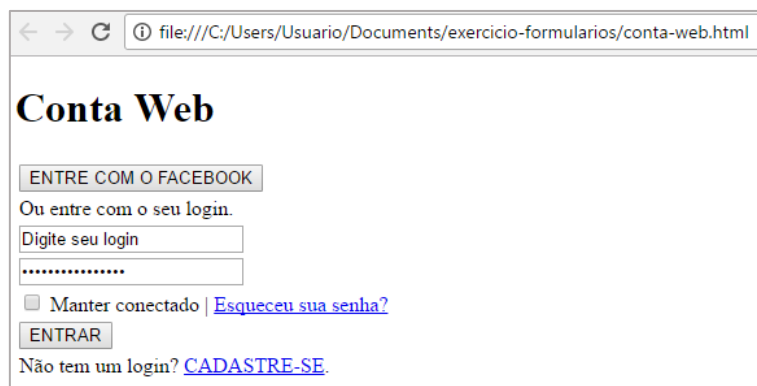 file:///C:/Users/Usuario/Documents/exercicio-formularios/conta-web.html
Conta Web
ENTRE COM O FACEBOOK
Ou entre com o seu login.
Digite seu login
••••••••••••••••
Manter conectado | Esqueceu sua senha?
ENTRAR
Não tem um login? CADASTRE-SE.